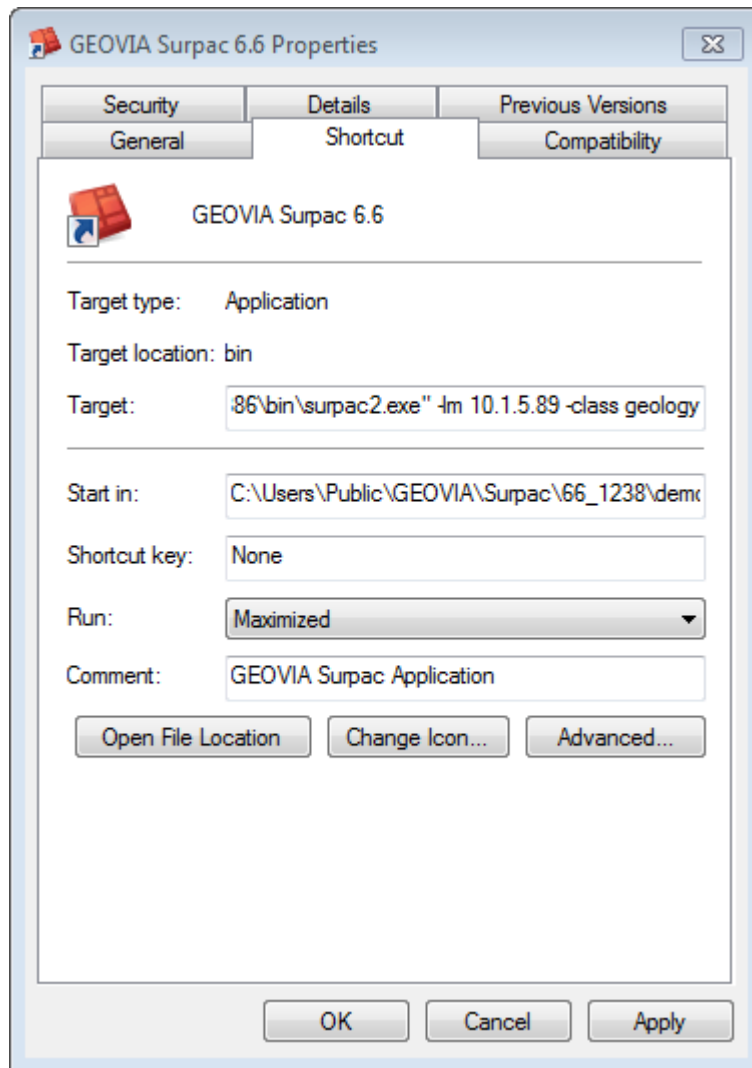 GEOVIA Surpac 6.6 Properties
Security Details Previous Versions
General Shortcut Compatibility
GEOVIA Surpac 6.6
Target type: Application
Target location: bin
Target: 86\bin\surpac2.exe" -lm 10.1.5.89 -class geology
Start in: C:\Users\Public\GEOVIA\Surpac\66_1238\demo
Shortcut key: None
Run: Maximized
Comment: GEOVIA Surpac Application
Open File Location Change Icon... Advanced...
OK Cancel Apply